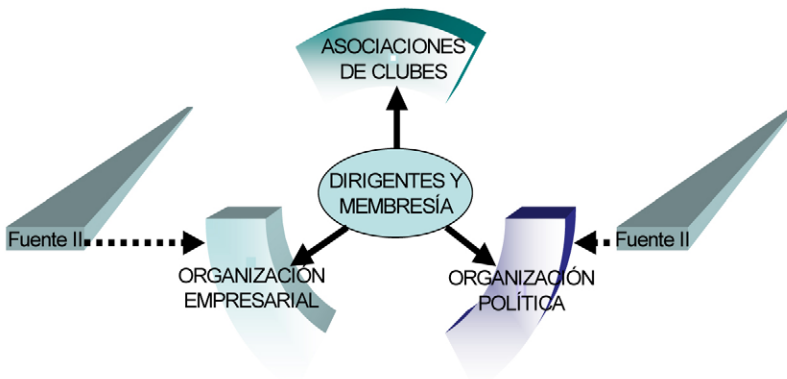 ASOCIACIONES
DE CLUBES
DIRIGENTES Y
MEMBRESÍA
Fuente II
Fuente II
ORGANIZACIÓN
EMPRESARIAL
ORGANIZACIÓN
POLÍTICA